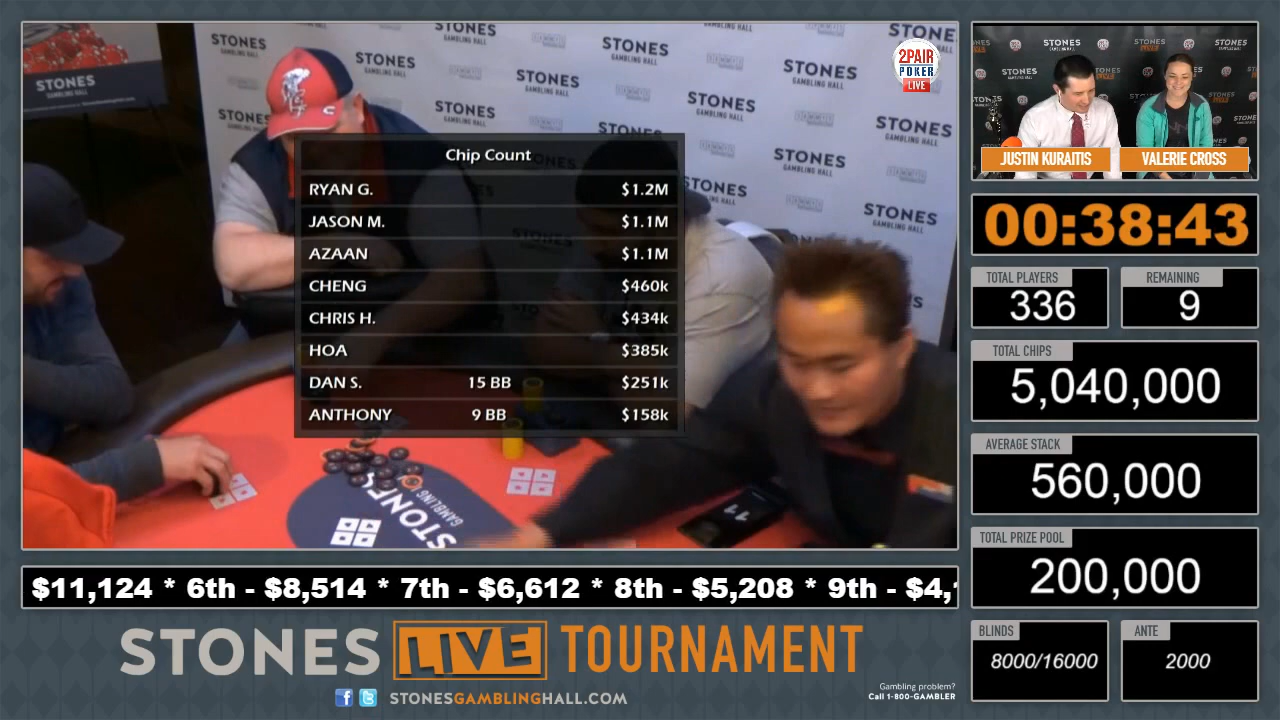 STONES
GAMBLING HALL
2PAIR
POKER
LIVE
Chip Count
RYAN G. $1.2M
JASON M. $1.1M
AZAAN $1.1M
CHENG $460k
CHRIS H. $434k
HOA $385k
DAN S. 15 BB $251k
ANTHONY 9 BB $158k
STONES
GAMBLING
11
JUSTIN KURAITIS
VALERIE CROSS
00:38:43
TOTAL PLAYERS
336
REMAINING
9
TOTAL CHIPS
5,040,000
AVERAGE STACK
560,000
TOTAL PRIZE POOL
200,000
BLINDS
8000/16000
ANTE
2000
$11,124 * 6th - $8,514 * 7th - $6,612 * 8th - $5,208 * 9th - $4,
STONES LIVE TOURNAMENT
STONESGAMBLINGHALL.COM
Gambling problem?
Call 1-800-GAMBLER